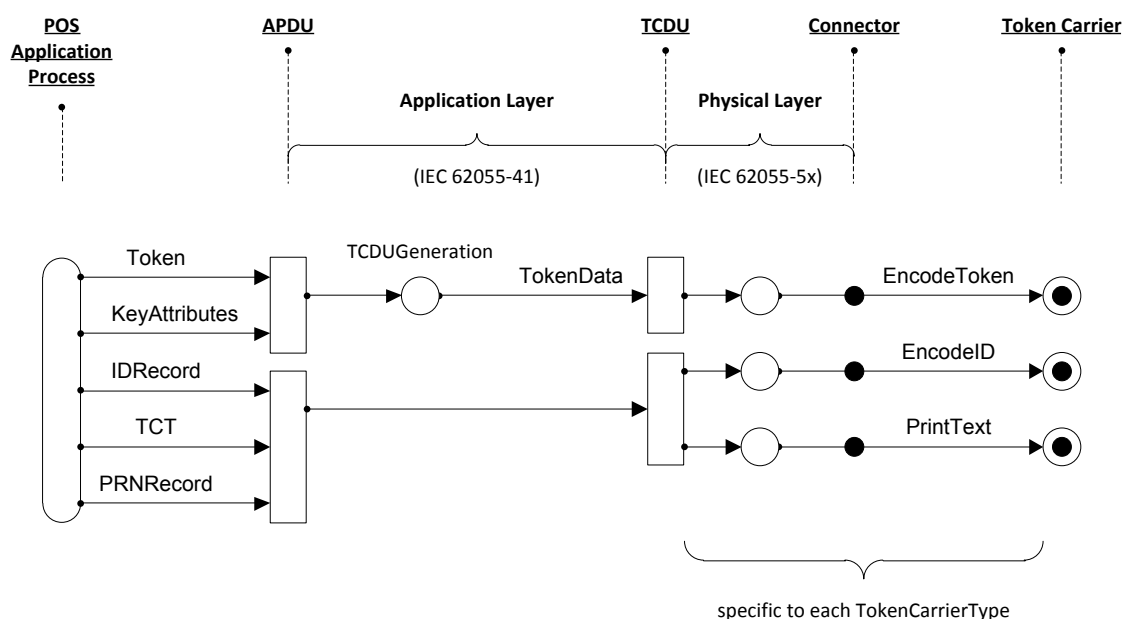 POS
Application
Process
APDU
TCDU
Connector
Token Carrier
Application Layer
Physical Layer
(IEC 62055-41)
(IEC 62055-5x)
Token
TCDUGeneration
TokenData
EncodeToken
KeyAttributes
IDRecord
EncodeID
TCT
PrintText
PRNRecord
specific to each TokenCarrierType